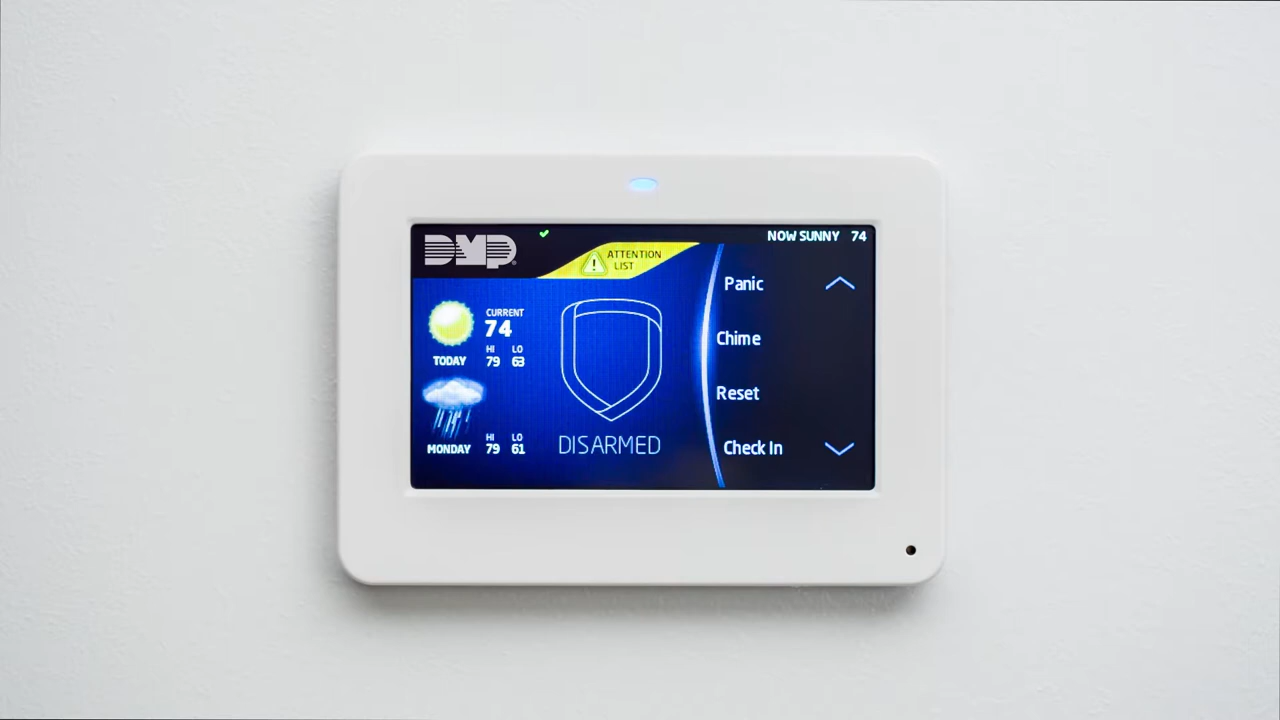 DMP
NOW SUNNY 74
ATTENTION
LIST
CURRENT
74
HI LO
79 63
TODAY
HI LO
79 61
MONDAY
DISARMED
Panic
Chime
Reset
Check In